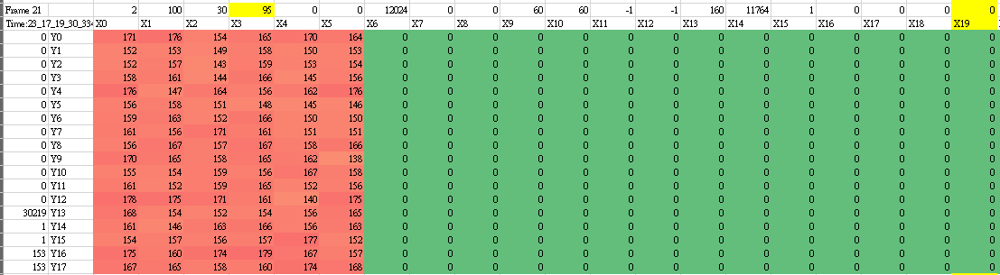 Frame 21 2 100 30 95 0 0 12024 0 0 60 60 -1 -1 160 11764 1 0 0 0 0
Time:23_17_19_30_334 X0 X1 X2 X3 X4 X5 X6 X7 X8 X9 X10 X11 X12 X13 X14 X15 X16 X17 X18 X19
0 Y0 171 176 154 165 170 164 0 0 0 0 0 0 0 0 0 0 0 0 0 0
0 Y1 152 153 149 158 150 153 0 0 0 0 0 0 0 0 0 0 0 0 0 0
0 Y2 152 157 143 159 153 154 0 0 0 0 0 0 0 0 0 0 0 0 0 0
0 Y3 158 161 144 166 145 156 0 0 0 0 0 0 0 0 0 0 0 0 0 0
0 Y4 176 147 164 156 162 176 0 0 0 0 0 0 0 0 0 0 0 0 0 0
0 Y5 156 158 151 148 145 146 0 0 0 0 0 0 0 0 0 0 0 0 0 0
0 Y6 159 163 152 166 150 150 0 0 0 0 0 0 0 0 0 0 0 0 0 0
0 Y7 161 156 171 161 151 151 0 0 0 0 0 0 0 0 0 0 0 0 0 0
0 Y8 156 167 167 167 158 166 0 0 0 0 0 0 0 0 0 0 0 0 0 0
0 Y9 170 165 158 165 162 138 0 0 0 0 0 0 0 0 0 0 0 0 0 0
0 Y10 155 154 159 156 167 158 0 0 0 0 0 0 0 0 0 0 0 0 0 0
0 Y11 161 152 159 165 152 156 0 0 0 0 0 0 0 0 0 0 0 0 0 0
0 Y12 178 175 171 161 140 175 0 0 0 0 0 0 0 0 0 0 0 0 0 0
30219 Y13 168 154 152 154 156 165 0 0 0 0 0 0 0 0 0 0 0 0 0 0
1 Y14 161 146 163 166 156 163 0 0 0 0 0 0 0 0 0 0 0 0 0 0
1 Y15 154 157 156 157 177 152 0 0 0 0 0 0 0 0 0 0 0 0 0 0
153 Y16 175 160 174 179 167 157 0 0 0 0 0 0 0 0 0 0 0 0 0 0
153 Y17 167 165 158 160 174 168 0 0 0 0 0 0 0 0 0 0 0 0 0 0